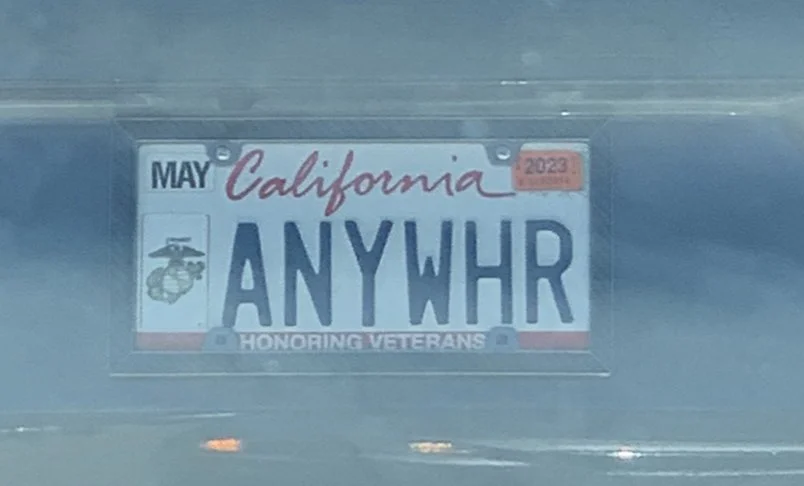 MAY California 2023
ANYWHR
HONORING VETERANS